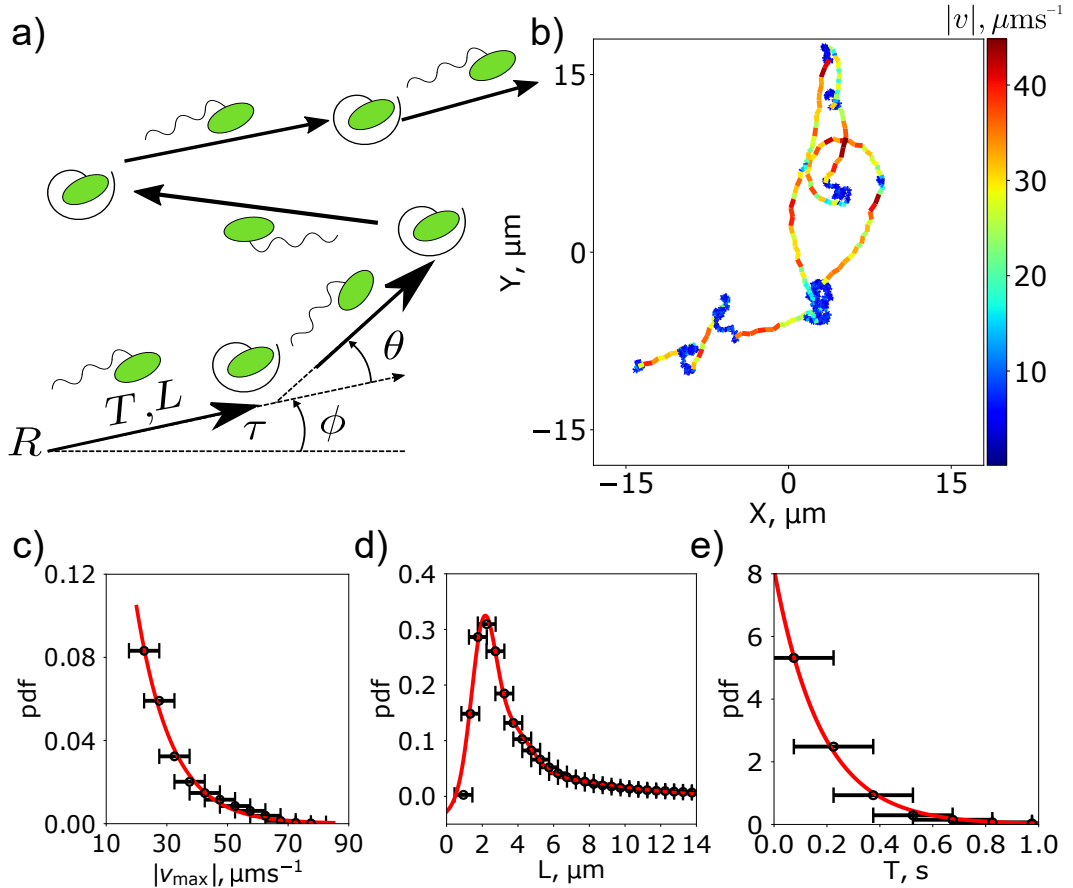 a)
R
T, L
τ
ϕ
θ
b)
|v|, μms⁻¹
40
30
20
10
Y, μm
15
0
−15
−15 0 15
X, μm
c)
pdf
0.12
0.08
0.04
0.00
10 30 50 70 90
|v_max|, μms⁻¹
d)
pdf
0.4
0.3
0.2
0.1
0.0
0 2 4 6 8 10 12 14
L, μm
e)
pdf
8
6
4
2
0
0.0 0.2 0.4 0.6 0.8 1.0
T, s